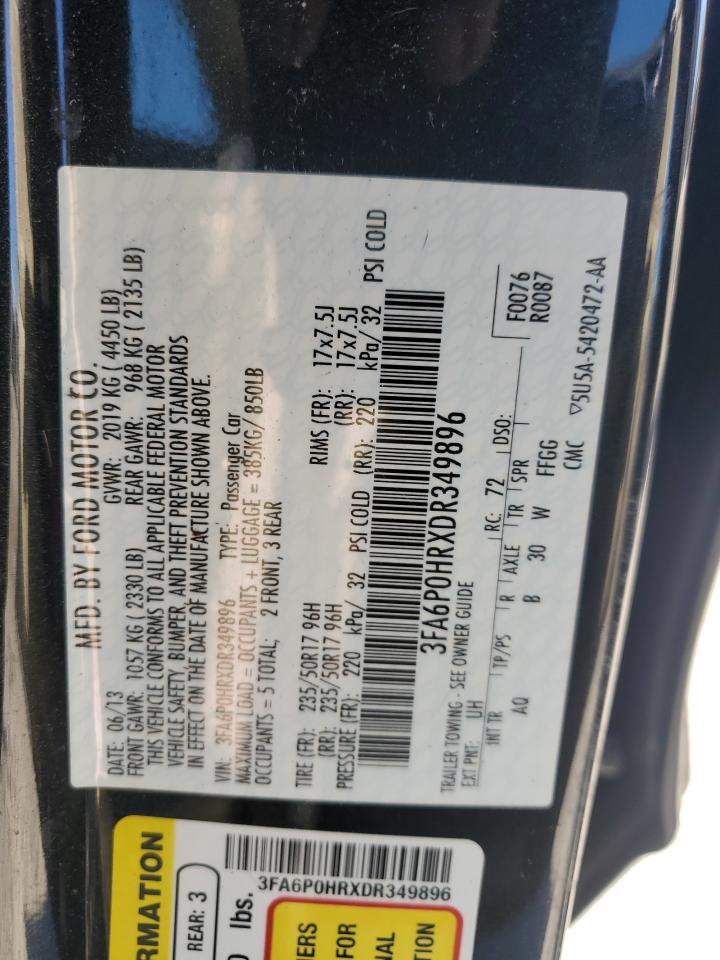 MFD. BY FORD MOTOR CO.
DATE: 06/13 GVWR: 2019 KG ( 4450 LB)
FRONT GAWR: 1057 KG ( 2330 LB) REAR GAWR: 968 KG ( 2135 LB)
THIS VEHICLE CONFORMS TO ALL APPLICABLE FEDERAL MOTOR
VEHICLE SAFETY, BUMPER, AND THEFT PREVENTION STANDARDS
IN EFFECT ON THE DATE OF MANUFACTURE SHOWN ABOVE.
VIN: 3FA6P0HRXDR349896 TYPE: Passenger Car
MAXIMUM LOAD = OCCUPANTS + LUGGAGE = 385KG/ 850LB
OCCUPANTS = 5 TOTAL; 2 FRONT, 3 REAR
TIRE (FR): 235/50R17 96H RIMS (FR): 17x7.5J
(RR): 235/50R17 96H (RR): 17x7.5J
PRESSURE (FR): 220 kPa/ 32 PSI COLD (RR): 220 kPa/ 32 PSI COLD
3FA6P0HRXDR349896
TRAILER TOWING - SEE OWNER GUIDE
EXT PNT: UH RC: 72 DSO: F0076
R0087
INT TR TP/PS R AXLE TR SPR
AQ B 30 W FFGG
CMC ▽5U5A-5420472-AA
RMATION
REAR: 3
lbs.
3FA6P0HRXDR349896
ERS
FOR
AL
TION